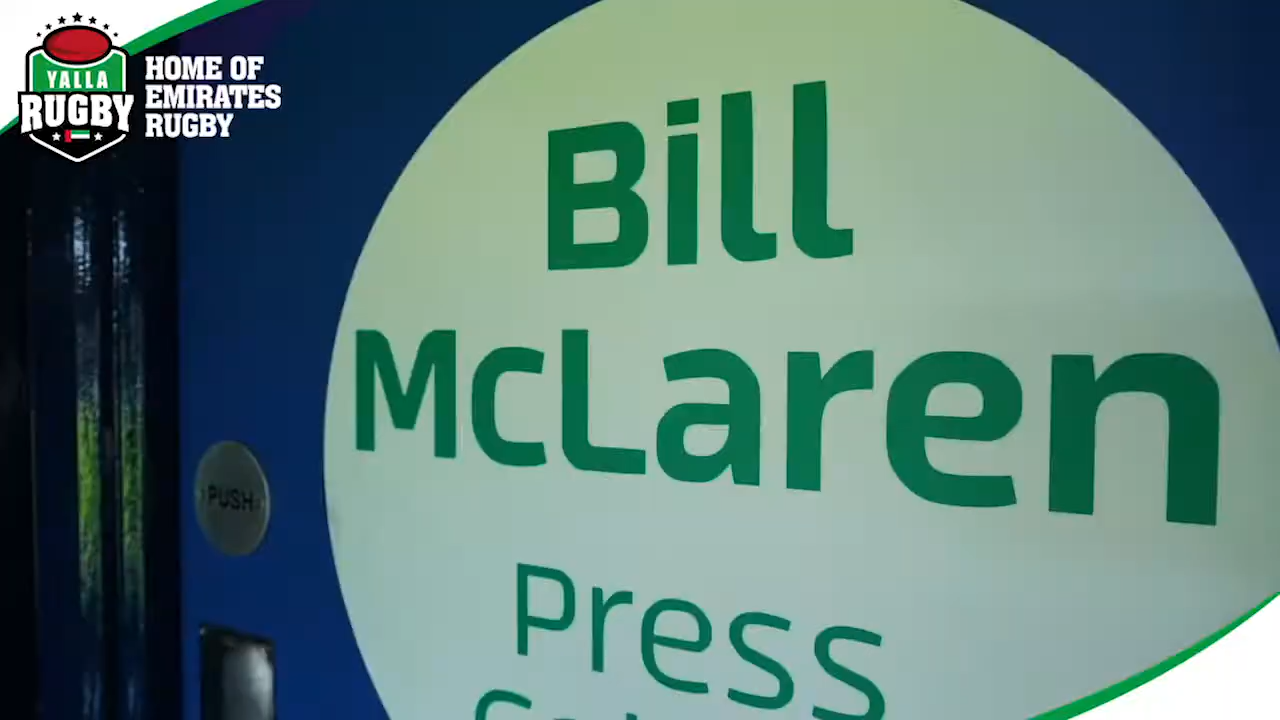 YALLA
RUGBY
HOME OF
EMIRATES
RUGBY
Bill
McLaren
PUSH
Press